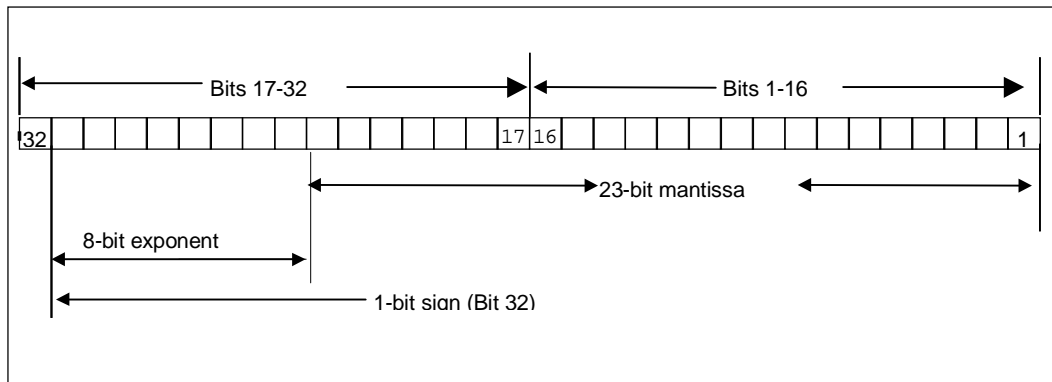 Bits 17-32 Bits 1-16
32 17 16 1
23-bit mantissa
8-bit exponent
1-bit sign (Bit 32)